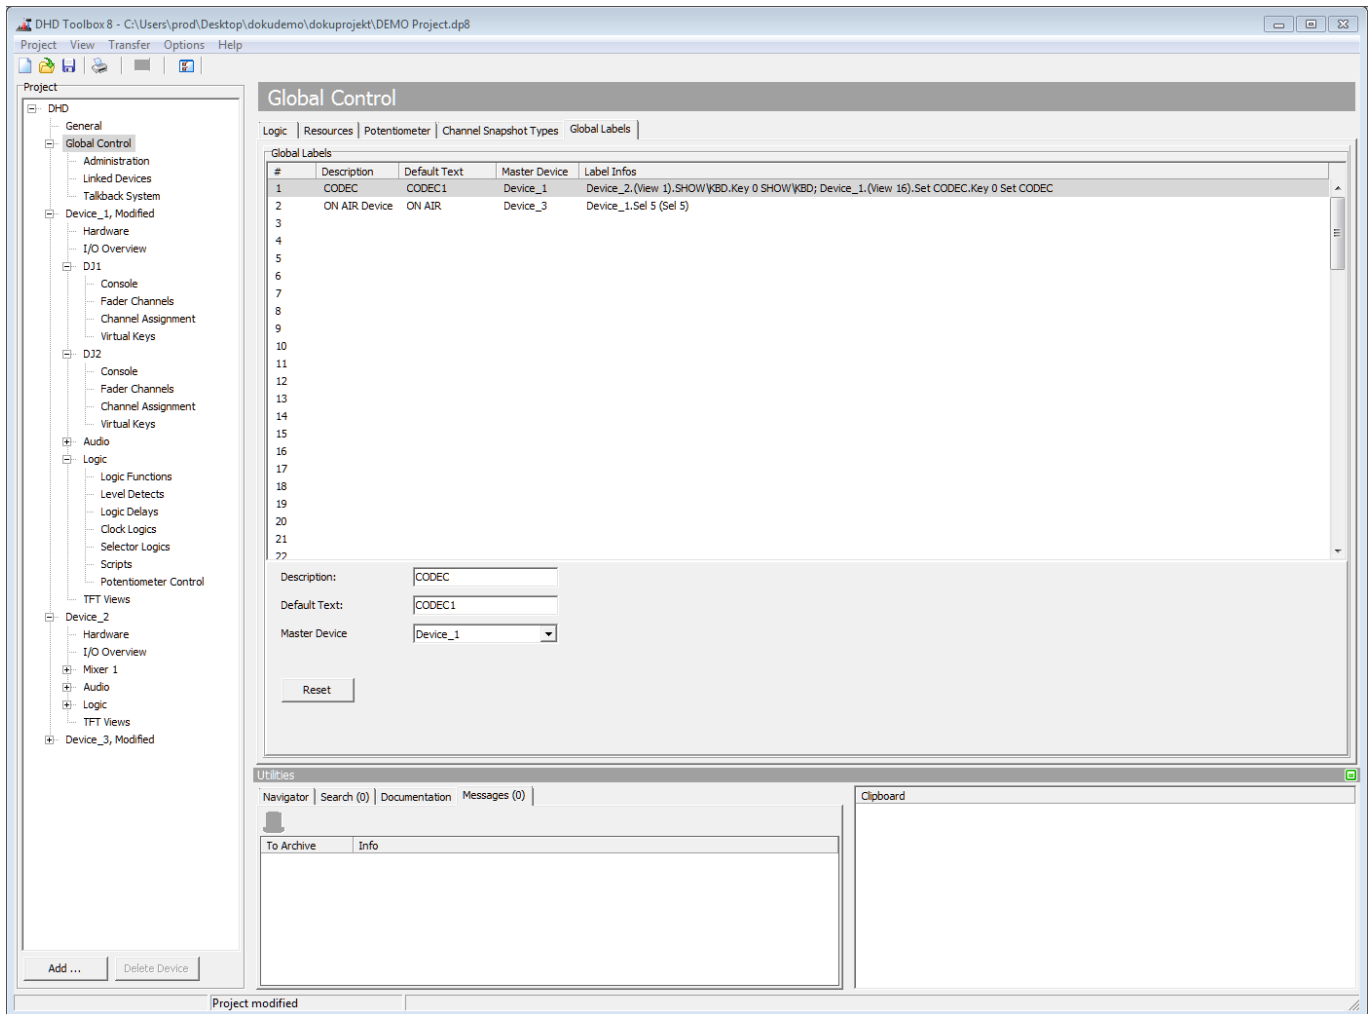 DHD Toolbox 8 - C:\Users\prod\Desktop\dokudemo\dokuprojekt\DEMO Project.dp8
Project View Transfer Options Help
Project
DHD
General
Global Control
Administration
Linked Devices
Talkback System
Device_1, Modified
Hardware
I/O Overview
DJ1
Console
Fader Channels
Channel Assignment
Virtual Keys
DJ2
Console
Fader Channels
Channel Assignment
Virtual Keys
Audio
Logic
Logic Functions
Level Detects
Logic Delays
Clock Logics
Selector Logics
Scripts
Potentiometer Control
TFT Views
Device_2
Hardware
I/O Overview
Mixer 1
Audio
Logic
TFT Views
Device_3, Modified
Add ... Delete Device
Global Control
Logic Resources Potentiometer Channel Snapshot Types Global Labels
Global Labels
# Description Default Text Master Device Label Infos
1 CODEC CODEC1 Device_1 Device_2.(View 1).SHOW\KBD.Key 0 SHOW\KBD; Device_1.(View 16).Set CODEC.Key 0 Set CODEC
2 ON AIR Device ON AIR Device_3 Device_1.Sel 5 (Sel 5)
3
4
5
6
7
8
9
10
11
12
13
14
15
16
17
18
19
20
21
22
Description: CODEC
Default Text: CODEC1
Master Device Device_1
Reset
Utilities
Navigator Search (0) Documentation Messages (0)
To Archive Info
Clipboard
Project modified